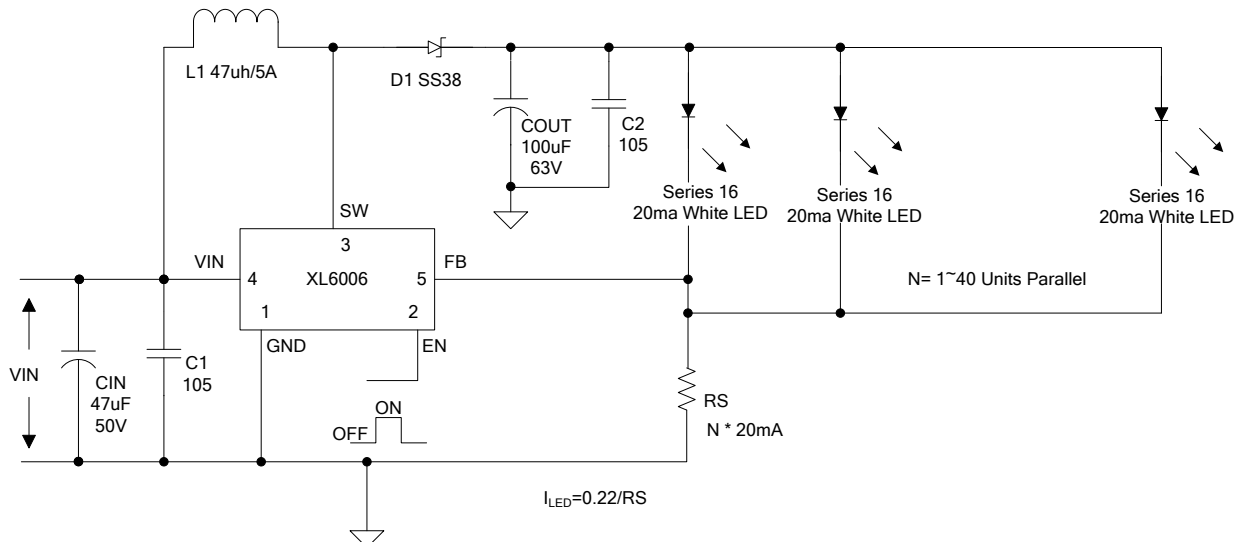 L1 47uh/5A
D1 SS38
COUT
100uF
63V
C2
105
Series 16
20ma White LED
Series 16
20ma White LED
Series 16
20ma White LED
SW
3
VIN
4
XL6006
5
FB
1
2
GND
EN
N= 1~40 Units Parallel
VIN
CIN
47uF
50V
C1
105
ON
OFF
RS
N * 20mA
ILED=0.22/RS